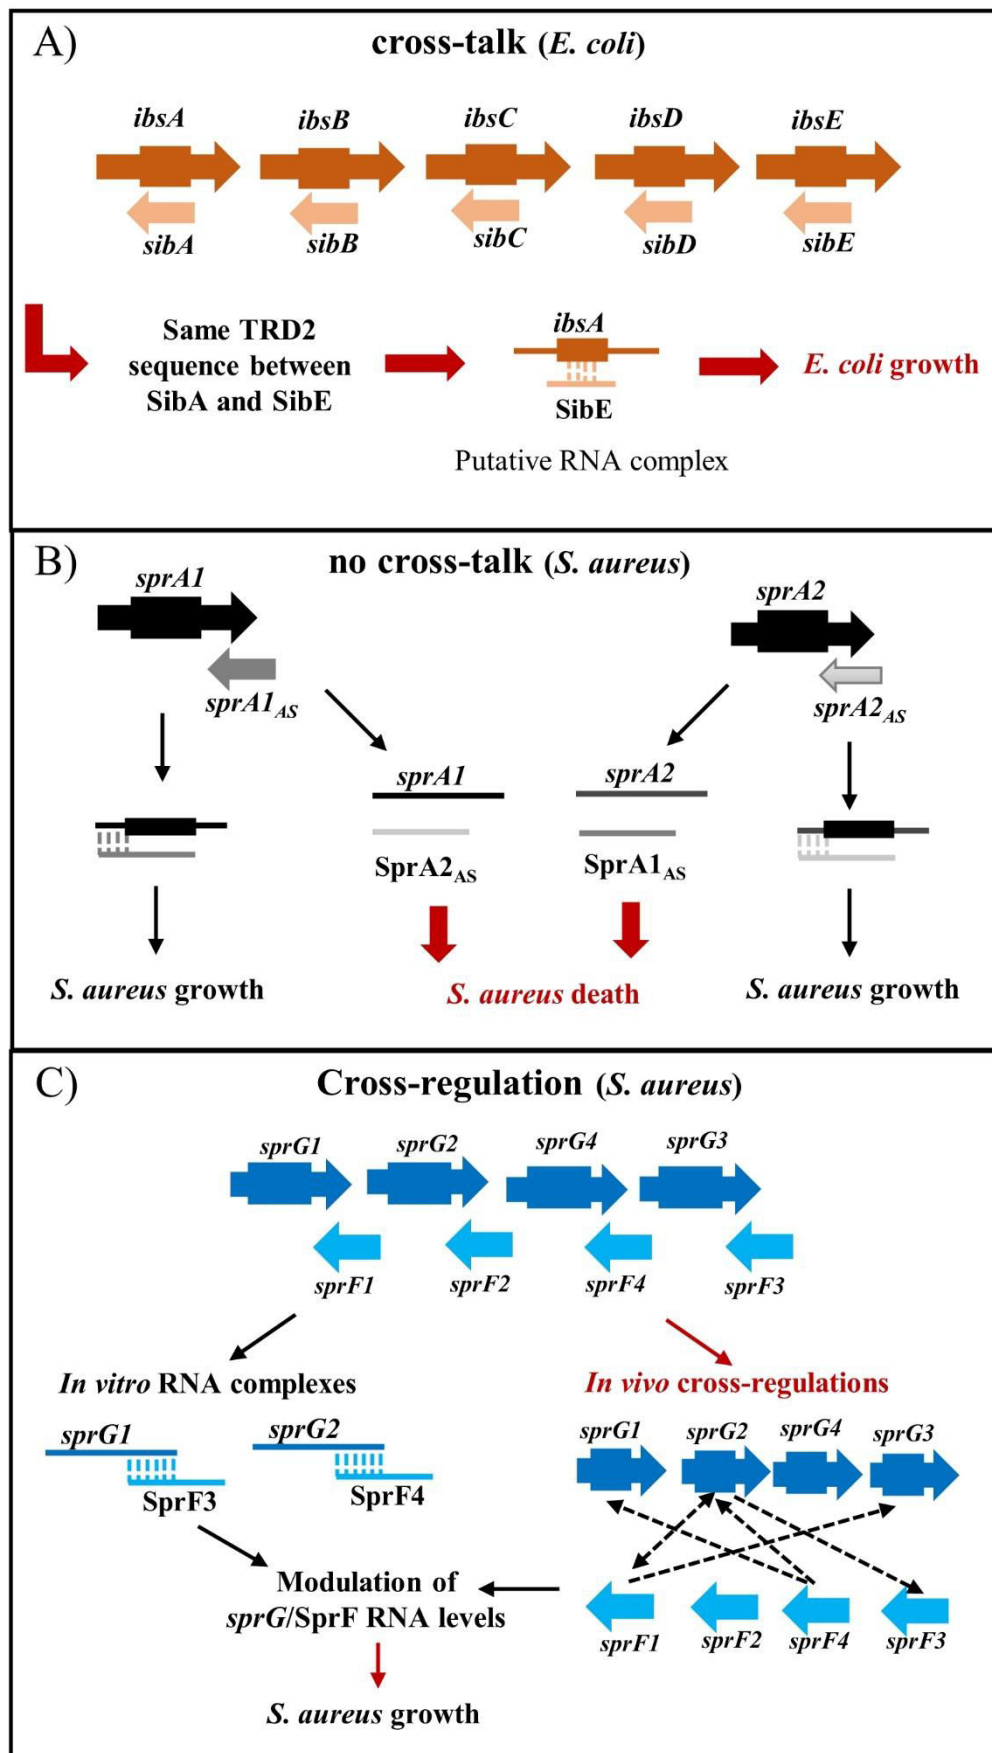 A)
cross-talk (E. coli)
ibsA
ibsB
ibsC
ibsD
ibsE
sibA
sibB
sibC
sibD
sibE
Same TRD2
sequence between
SibA and SibE
ibsA
SibE
Putative RNA complex
E. coli growth
B)
no cross-talk (S. aureus)
sprA1
sprA2
sprA1AS
sprA2AS
sprA1
sprA2
SprA2AS
SprA1AS
S. aureus growth
S. aureus death
S. aureus growth
C)
Cross-regulation (S. aureus)
sprG1
sprG2
sprG4
sprG3
sprF1
sprF2
sprF4
sprF3
In vitro RNA complexes
In vivo cross-regulations
sprG1
SprF3
sprG2
SprF4
sprG1
sprG2
sprG4
sprG3
sprF1
sprF2
sprF4
sprF3
Modulation of
sprG/SprF RNA levels
S. aureus growth